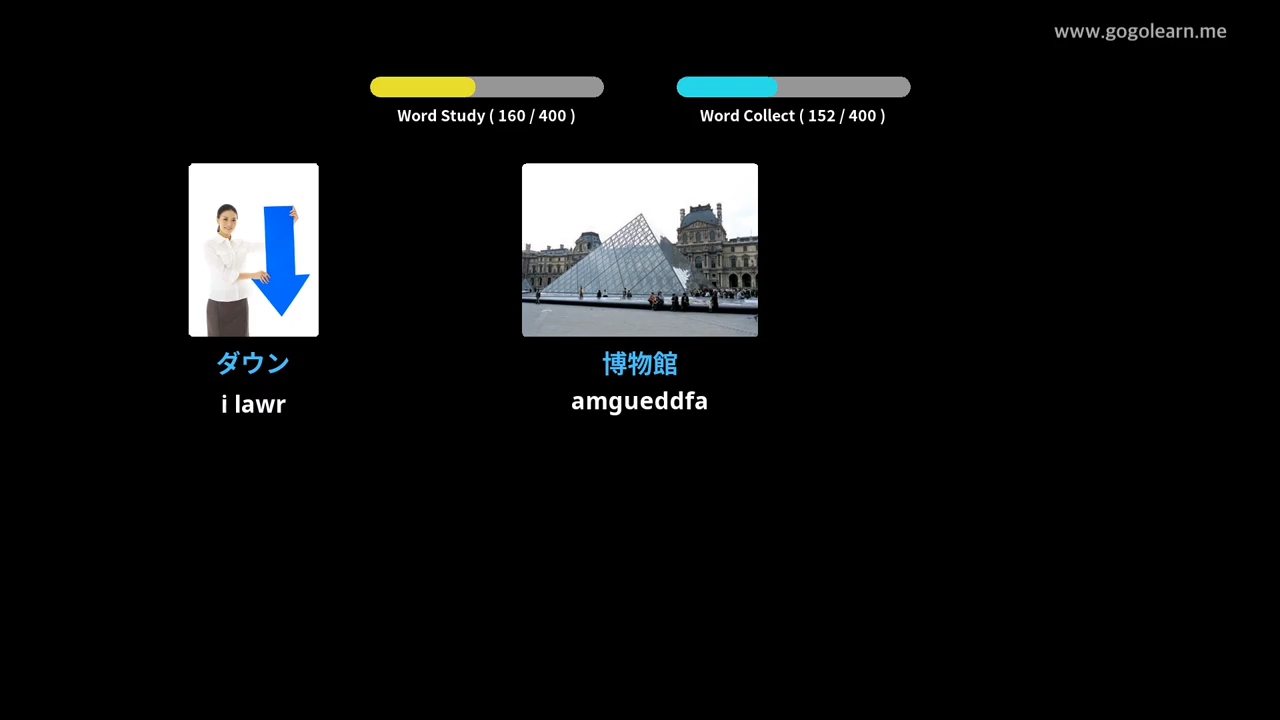 www.gogolearn.me
Word Study ( 160 / 400 )
Word Collect ( 152 / 400 )
ダウン
i lawr
博物館
amgueddfa